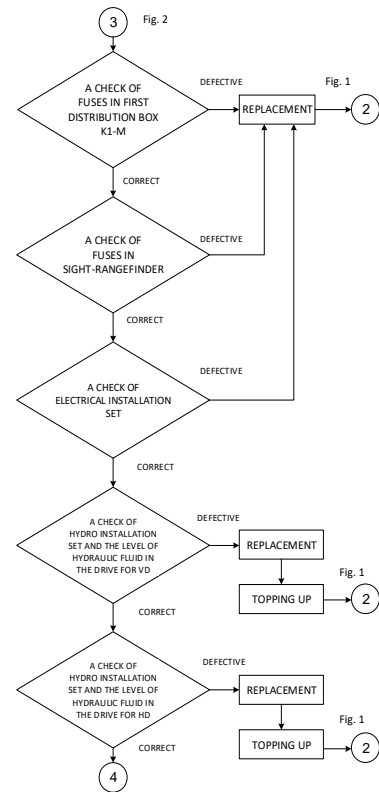 3
Fig. 2
A CHECK OF
FUSES IN FIRST
DISTRIBUTION BOX
K1-M
DEFECTIVE
REPLACEMENT
Fig. 1
2
CORRECT
A CHECK OF
FUSES IN
SIGHT-RANGEFINDER
DEFECTIVE
CORRECT
A CHECK OF
ELECTRICAL INSTALLATION
SET
DEFECTIVE
CORRECT
A CHECK OF
HYDRO INSTALLATION
SET AND THE LEVEL OF
HYDRAULIC FLUID IN
THE DRIVE FOR VD
DEFECTIVE
REPLACEMENT
TOPPING UP
Fig. 1
2
CORRECT
A CHECK OF
HYDRO INSTALLATION
SET AND THE LEVEL OF
HYDRAULIC FLUID IN
THE DRIVE FOR HD
DEFECTIVE
REPLACEMENT
TOPPING UP
Fig. 1
2
CORRECT
4